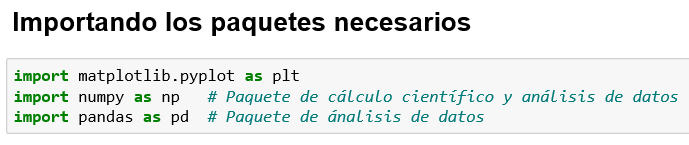 Importando los paquetes necesarios
import matplotlib.pyplot as plt
import numpy as np   # Paquete de cálculo científico y análisis de datos
import pandas as pd  # Paquete de ánalisis de datos